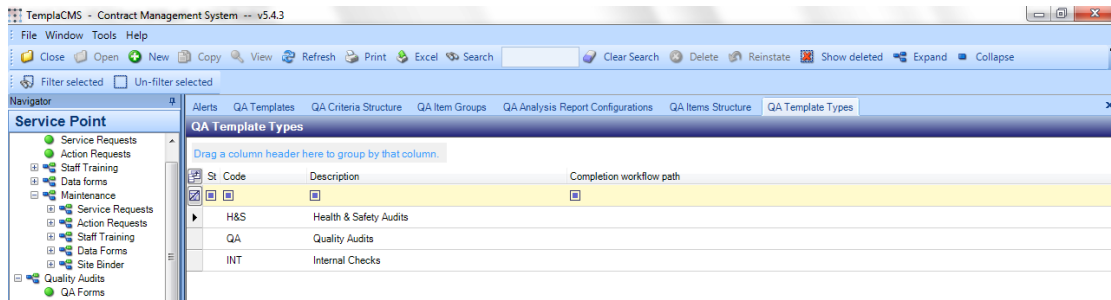 TemplaCMS - Contract Management System -- v5.4.3
File Window Tools Help
Close Open New Copy View Refresh Print Excel Search Clear Search Delete Reinstate Show deleted Expand Collapse
Filter selected Un-filter selected
Navigator
Service Point
Service Requests
Action Requests
Staff Training
Data forms
Maintenance
Service Requests
Action Requests
Staff Training
Data Forms
Site Binder
Quality Audits
QA Forms
Alerts QA Templates QA Criteria Structure QA Item Groups QA Analysis Report Configurations QA Items Structure QA Template Types
QA Template Types
Drag a column header here to group by that column.
St Code Description Completion workflow path
H&S Health & Safety Audits
QA Quality Audits
INT Internal Checks